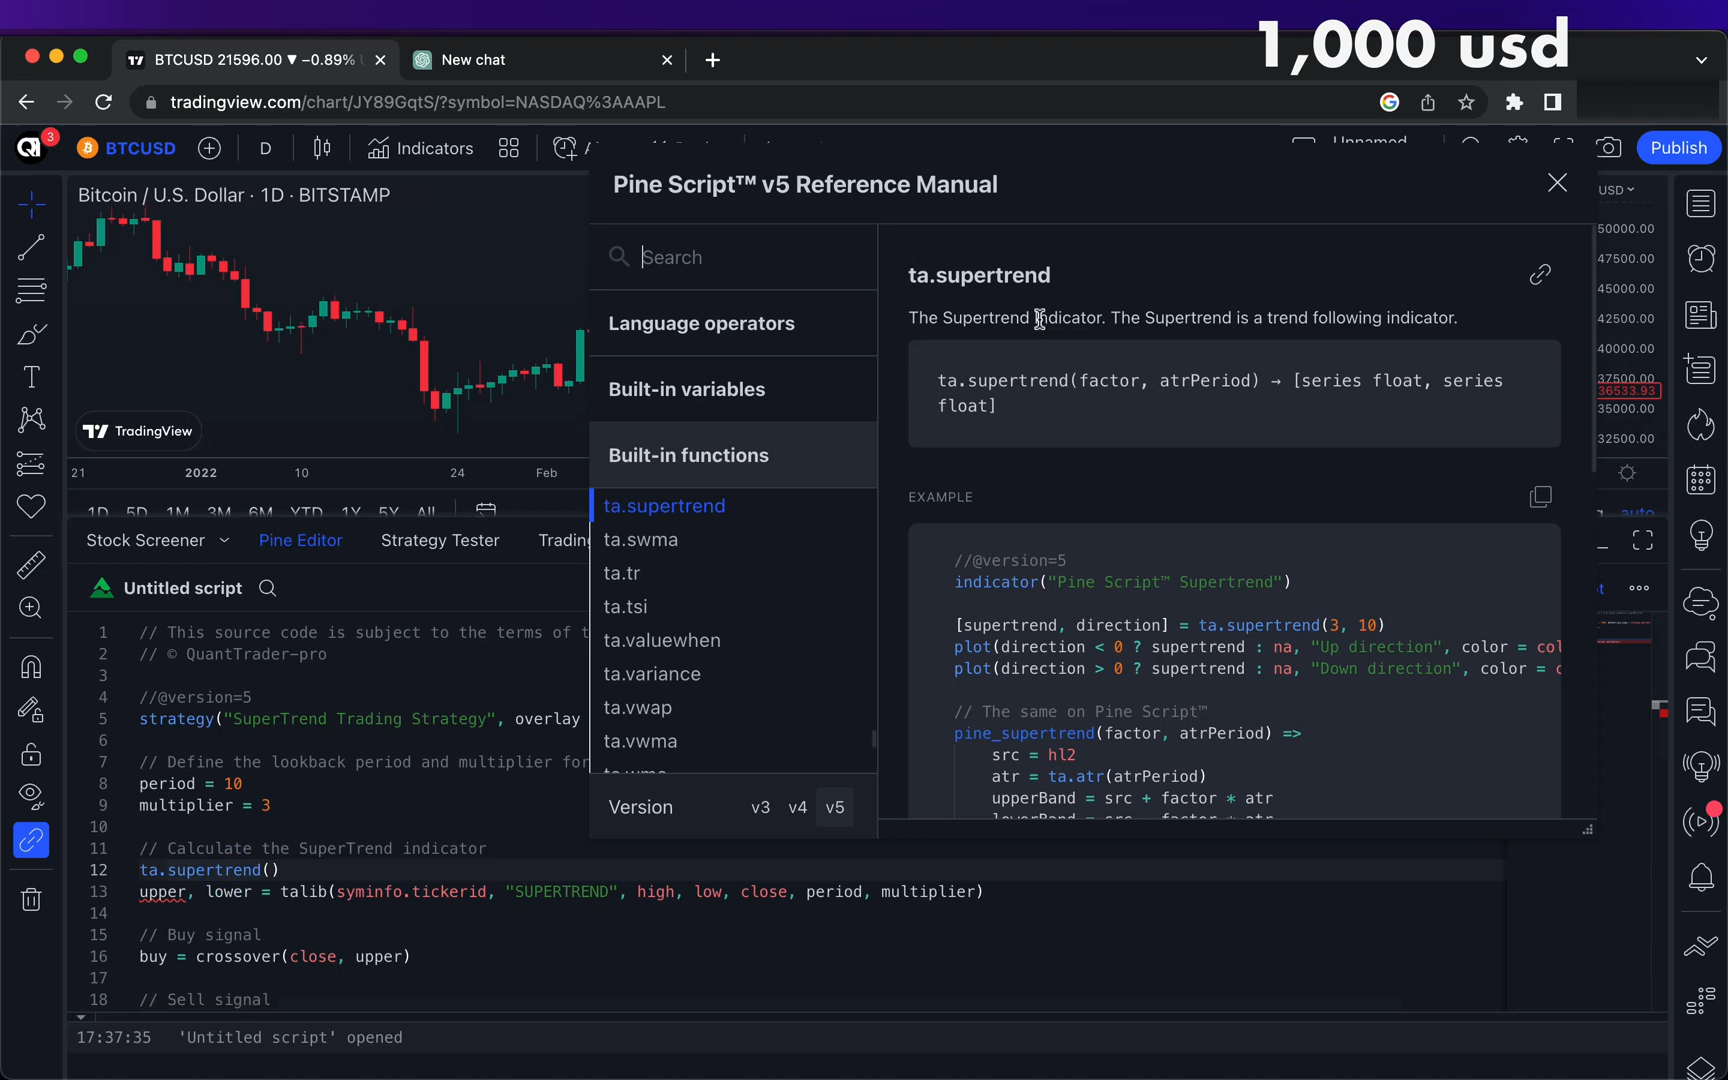 1,000 usd
BTCUSD 21596.00 ▼ −0.89%
New chat
tradingview.com/chart/JY89GqtS/?symbol=NASDAQ%3AAAPL
3
BTCUSD
D
Indicators
Unnamed
Publish
Bitcoin / U.S. Dollar · 1D · BITSTAMP
USD
50000.00
47500.00
45000.00
42500.00
40000.00
37500.00
36533.93
35000.00
32500.00
TradingView
21 2022 10 24 Feb
1D 5D 1M 3M 6M YTD 1Y 5Y All
auto
Pine Script™ v5 Reference Manual
Search
Language operators
Built-in variables
Built-in functions
ta.supertrend
ta.swma
ta.tr
ta.tsi
ta.valuewhen
ta.variance
ta.vwap
ta.vwma
ta.wma
Version v3 v4 v5
ta.supertrend
The Supertrend indicator. The Supertrend is a trend following indicator.
ta.supertrend(factor, atrPeriod) → [series float, series
float]
EXAMPLE
//@version=5
indicator("Pine Script™ Supertrend")
[supertrend, direction] = ta.supertrend(3, 10)
plot(direction < 0 ? supertrend : na, "Up direction", color = col
plot(direction > 0 ? supertrend : na, "Down direction", color = c
// The same on Pine Script™
pine_supertrend(factor, atrPeriod) =>
src = hl2
atr = ta.atr(atrPeriod)
upperBand = src + factor * atr
lowerBand = src - factor * atr
Stock Screener
Pine Editor
Strategy Tester
Trading
Untitled script
1 // This source code is subject to the terms of t
2 // © QuantTrader-pro
3
4 //@version=5
5 strategy("SuperTrend Trading Strategy", overlay
6
7 // Define the lookback period and multiplier for
8 period = 10
9 multiplier = 3
10
11 // Calculate the SuperTrend indicator
12 ta.supertrend()
13 upper, lower = talib(syminfo.tickerid, "SUPERTREND", high, low, close, period, multiplier)
14
15 // Buy signal
16 buy = crossover(close, upper)
17
18 // Sell signal
17:37:35 'Untitled script' opened